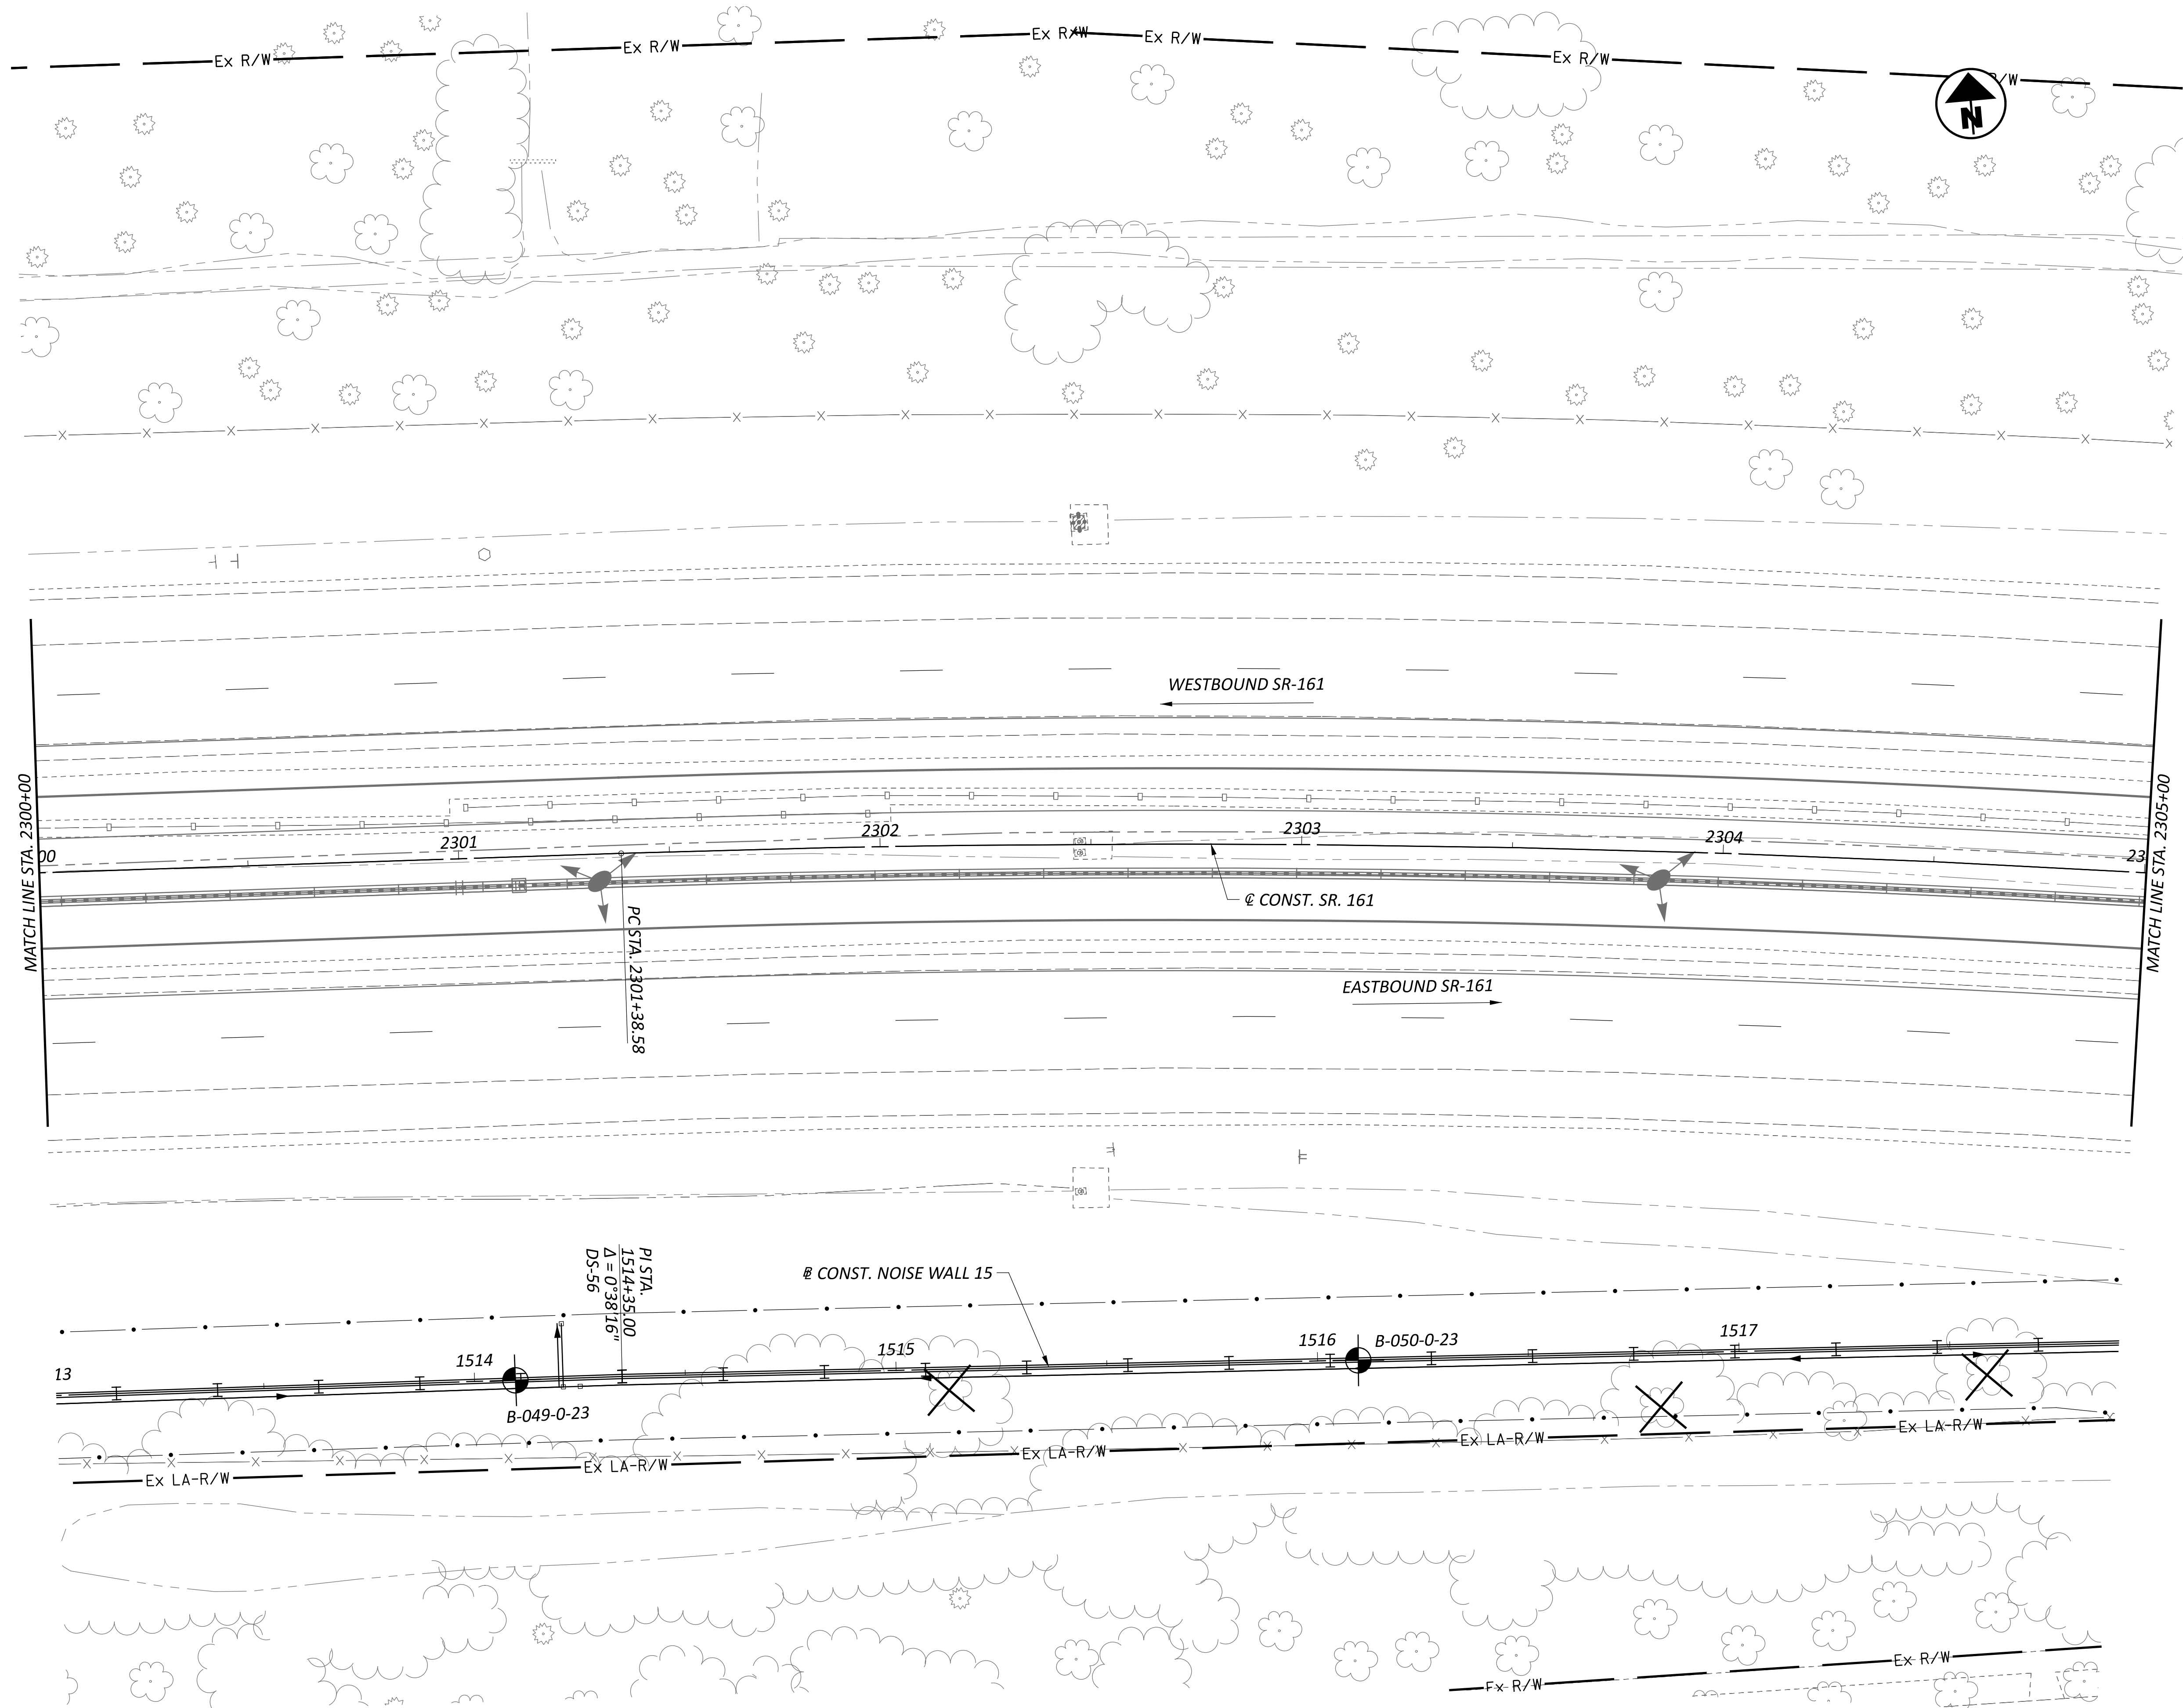 Ex R/W
Ex R/W
Ex R/W
Ex R/W
Ex R/W
R/W
N
WESTBOUND SR-161
MATCH LINE STA. 2300+00
MATCH LINE STA. 2305+00
00
2301
2302
2303
2304
23
℄ CONST. SR. 161
PC STA. 2301+38.58
EASTBOUND SR-161
PI STA.
1514+35.00
Δ = 0°38'16"
DS-56
⅊ CONST. NOISE WALL 15
13
1514
1515
1516
1517
B-049-0-23
B-050-0-23
Ex LA-R/W
Ex LA-R/W
Ex LA-R/W
Ex LA-R/W
Ex LA-R/W
Ex R/W
Ex R/W